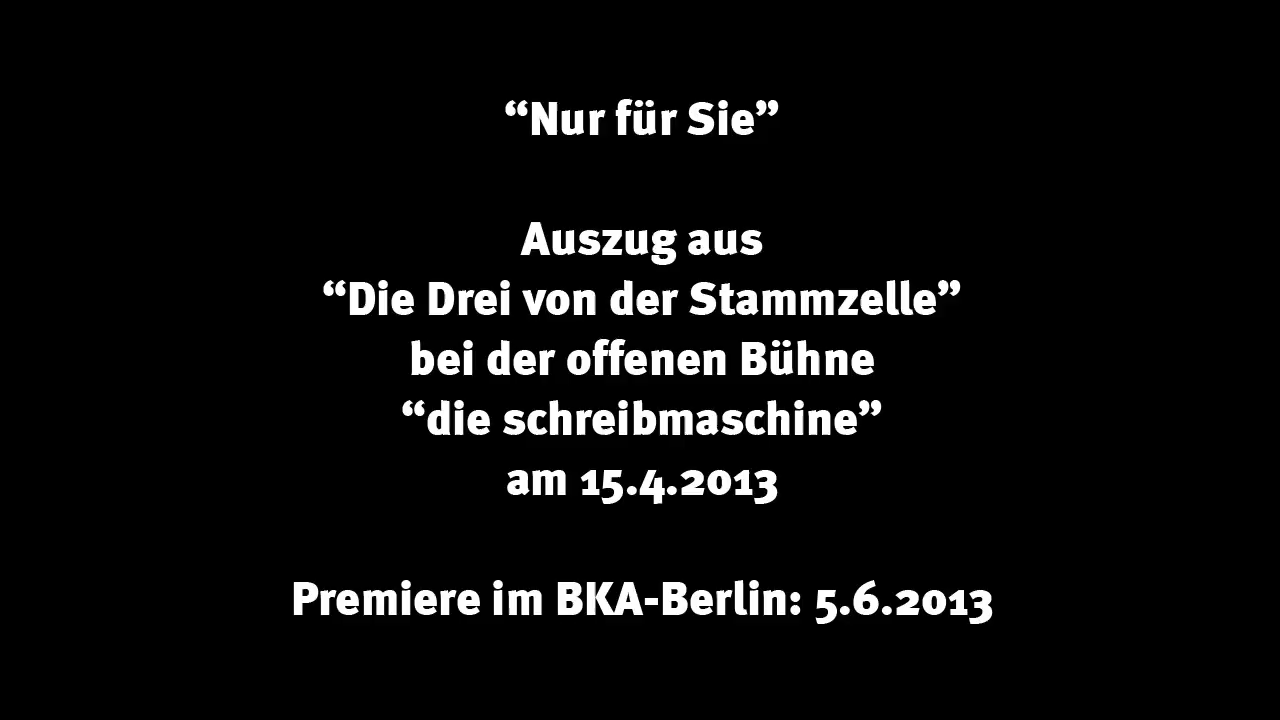 “Nur für Sie”
Auszug aus
“Die Drei von der Stammzelle”
bei der offenen Bühne
“die schreibmaschine”
am 15.4.2013
Premiere im BKA-Berlin: 5.6.2013